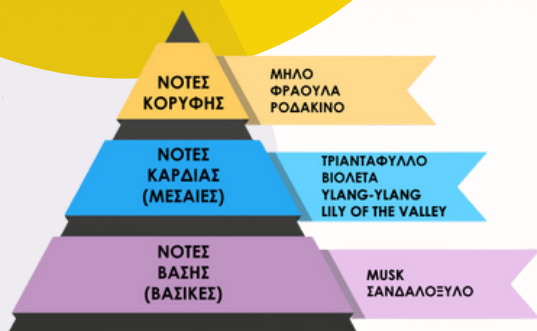 ΝΟΤΕΣ
ΚΟΡΥΦΗΣ
ΜΗΛΟ
ΦΡΑΟΥΛΑ
ΡΟΔΑΚΙΝΟ
ΝΟΤΕΣ
ΚΑΡΔΙΑΣ
(ΜΕΣΑΙΕΣ)
ΤΡΙΑΝΤΑΦΥΛΛΟ
ΒΙΟΛΕΤΑ
YLANG-YLANG
LILY OF THE VALLEY
ΝΟΤΕΣ
ΒΑΣΗΣ
(ΒΑΣΙΚΕΣ)
MUSK
ΣΑΝΔΑΛΟΞΥΛΟ